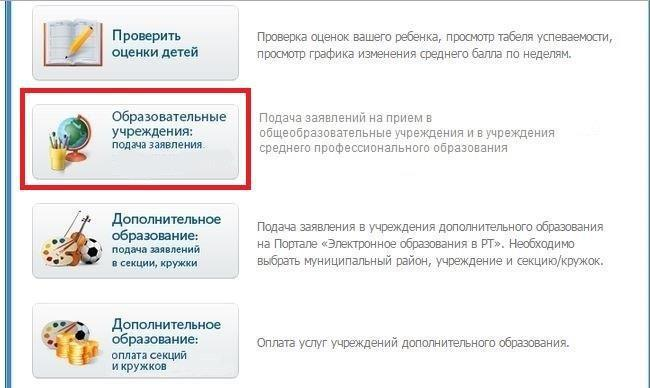 Проверить
оценки детей
Проверка оценок вашего ребенка, просмотр табеля успеваемости,
просмотр графика изменения среднего балла по неделям.
Образовательные
учреждения:
подача заявления
Подача заявлений на прием в
общеобразовательные учреждения и в учреждения
среднего профессионального образования
Дополнительное
образование:
подача заявлений
в секции, кружки
Подача заявления в учреждения дополнительного образования
на Портале «Электронное образования в РТ». Необходимо
выбрать муниципальный район, учреждение и секцию/кружок.
Дополнительное
образование:
оплата секций
и кружков
Оплата услуг учреждений дополнительного образования.